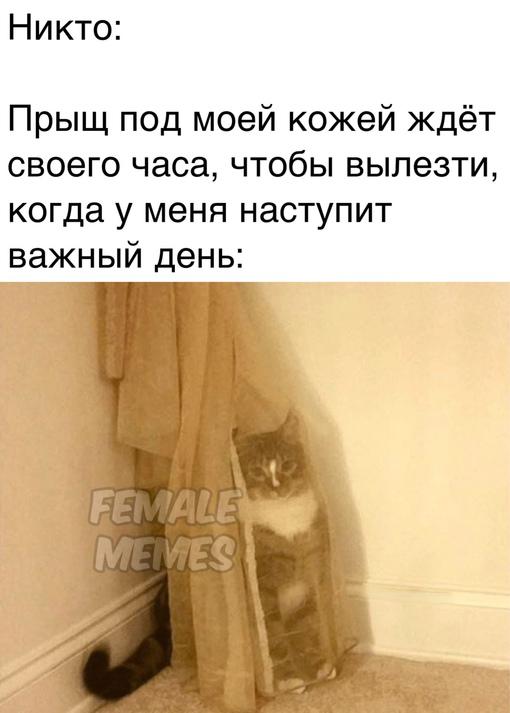 Никто:
Прыщ под моей кожей ждёт
своего часа, чтобы вылезти,
когда у меня наступит
важный день:
FEMALE
MEMES